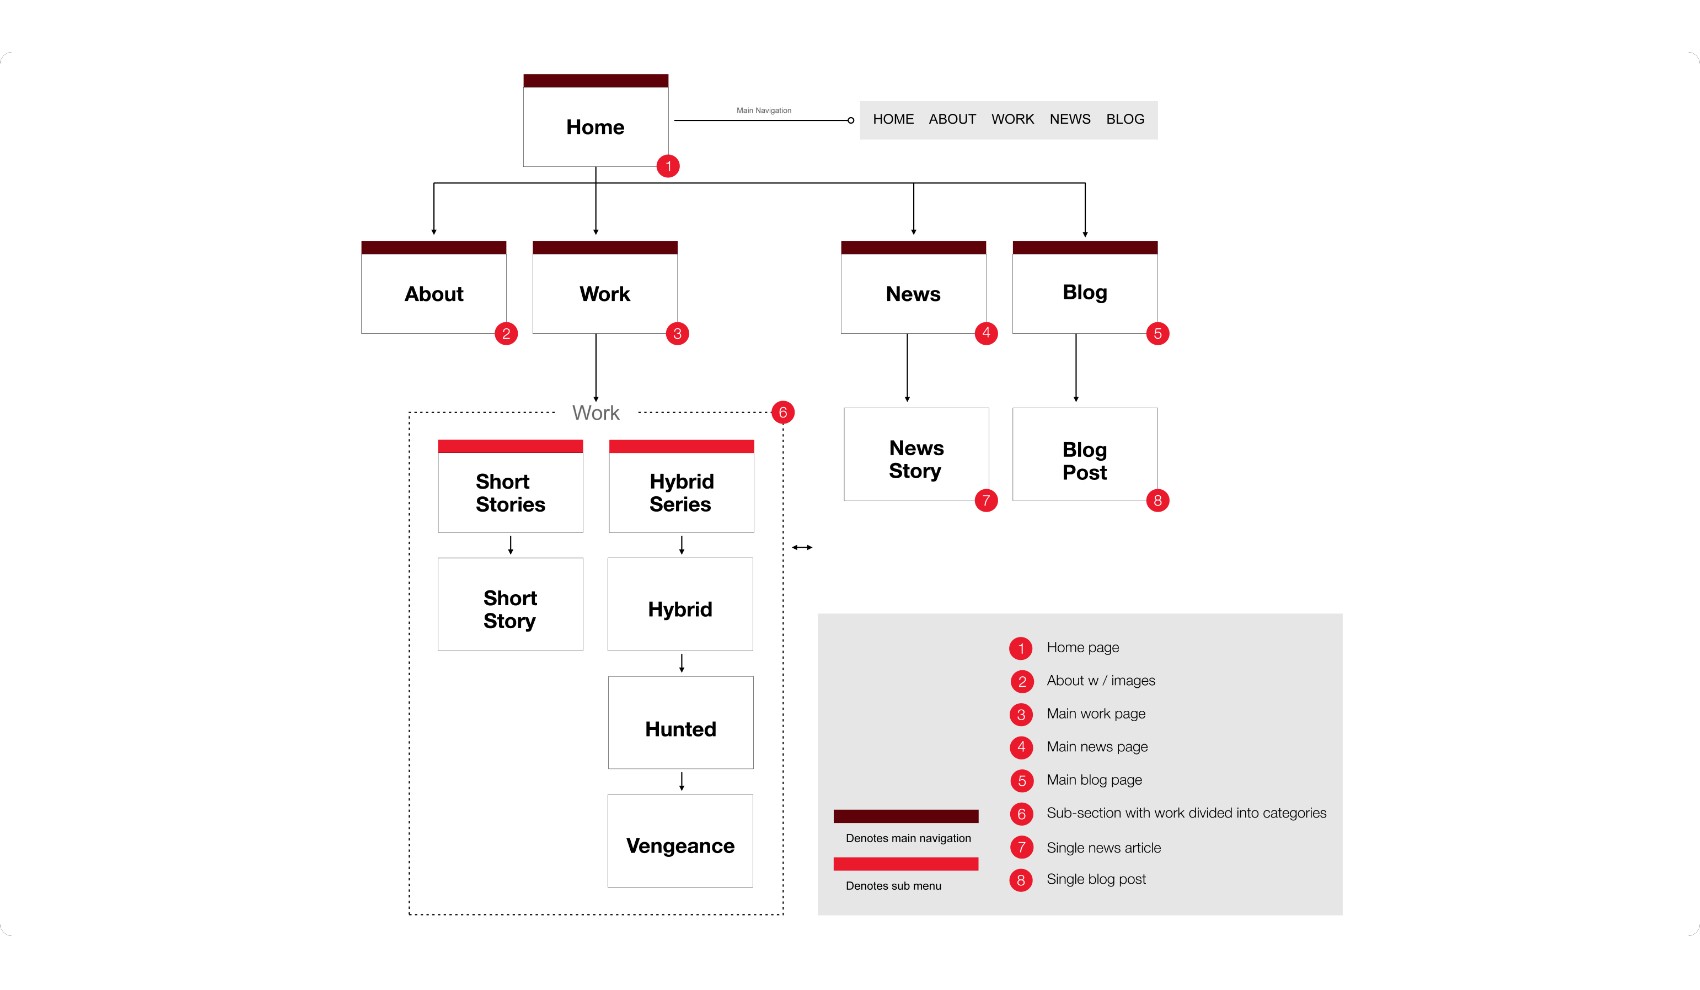 Home
Main Navigation
HOME ABOUT WORK NEWS BLOG
1
About
Work
News
Blog
2
3
4
5
Work
6
Short
Stories
Hybrid
Series
News
Story
Blog
Post
7
8
Short
Story
Hybrid
Hunted
Vengeance
1 Home page
2 About w / images
3 Main work page
4 Main news page
5 Main blog page
6 Sub-section with work divided into categories
7 Single news article
8 Single blog post
Denotes main navigation
Denotes sub menu